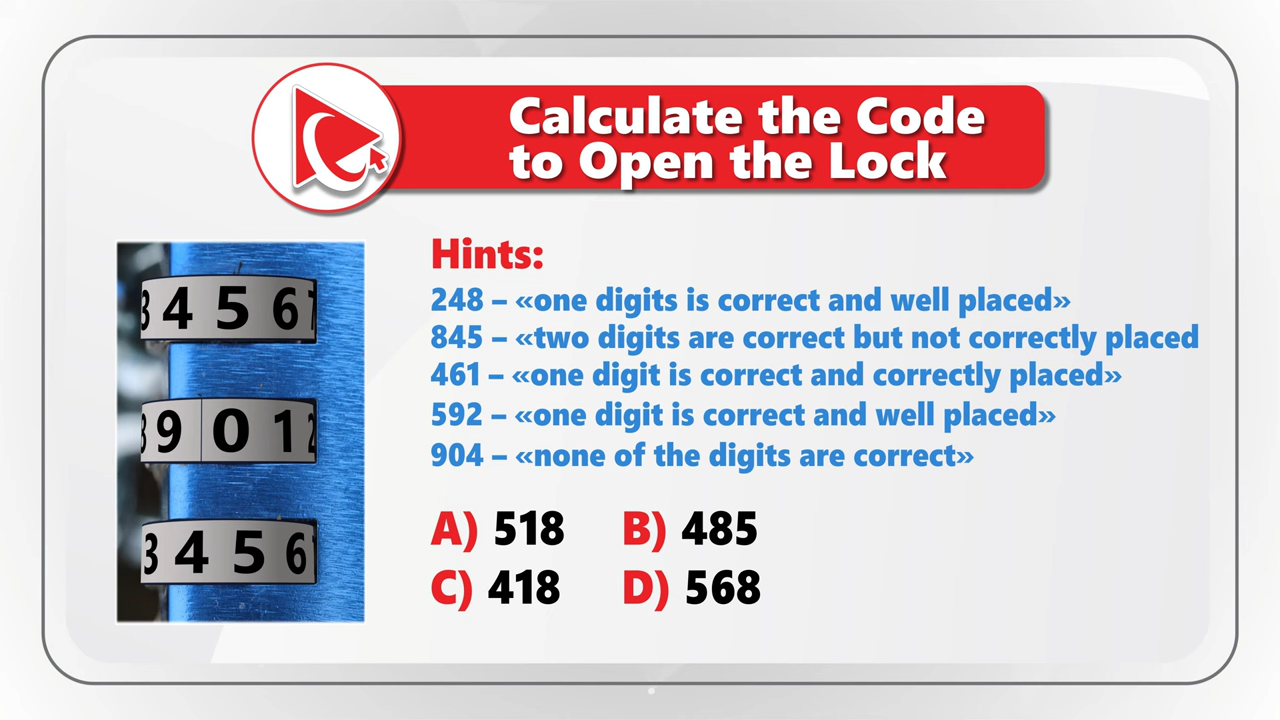 Calculate the Code
to Open the Lock
3 4 5 6 7
3 9 0 1 2
3 4 5 6
Hints:
248 – «one digits is correct and well placed»
845 – «two digits are correct but not correctly placed
461 – «one digit is correct and correctly placed»
592 – «one digit is correct and well placed»
904 – «none of the digits are correct»
A) 518 B) 485
C) 418 D) 568